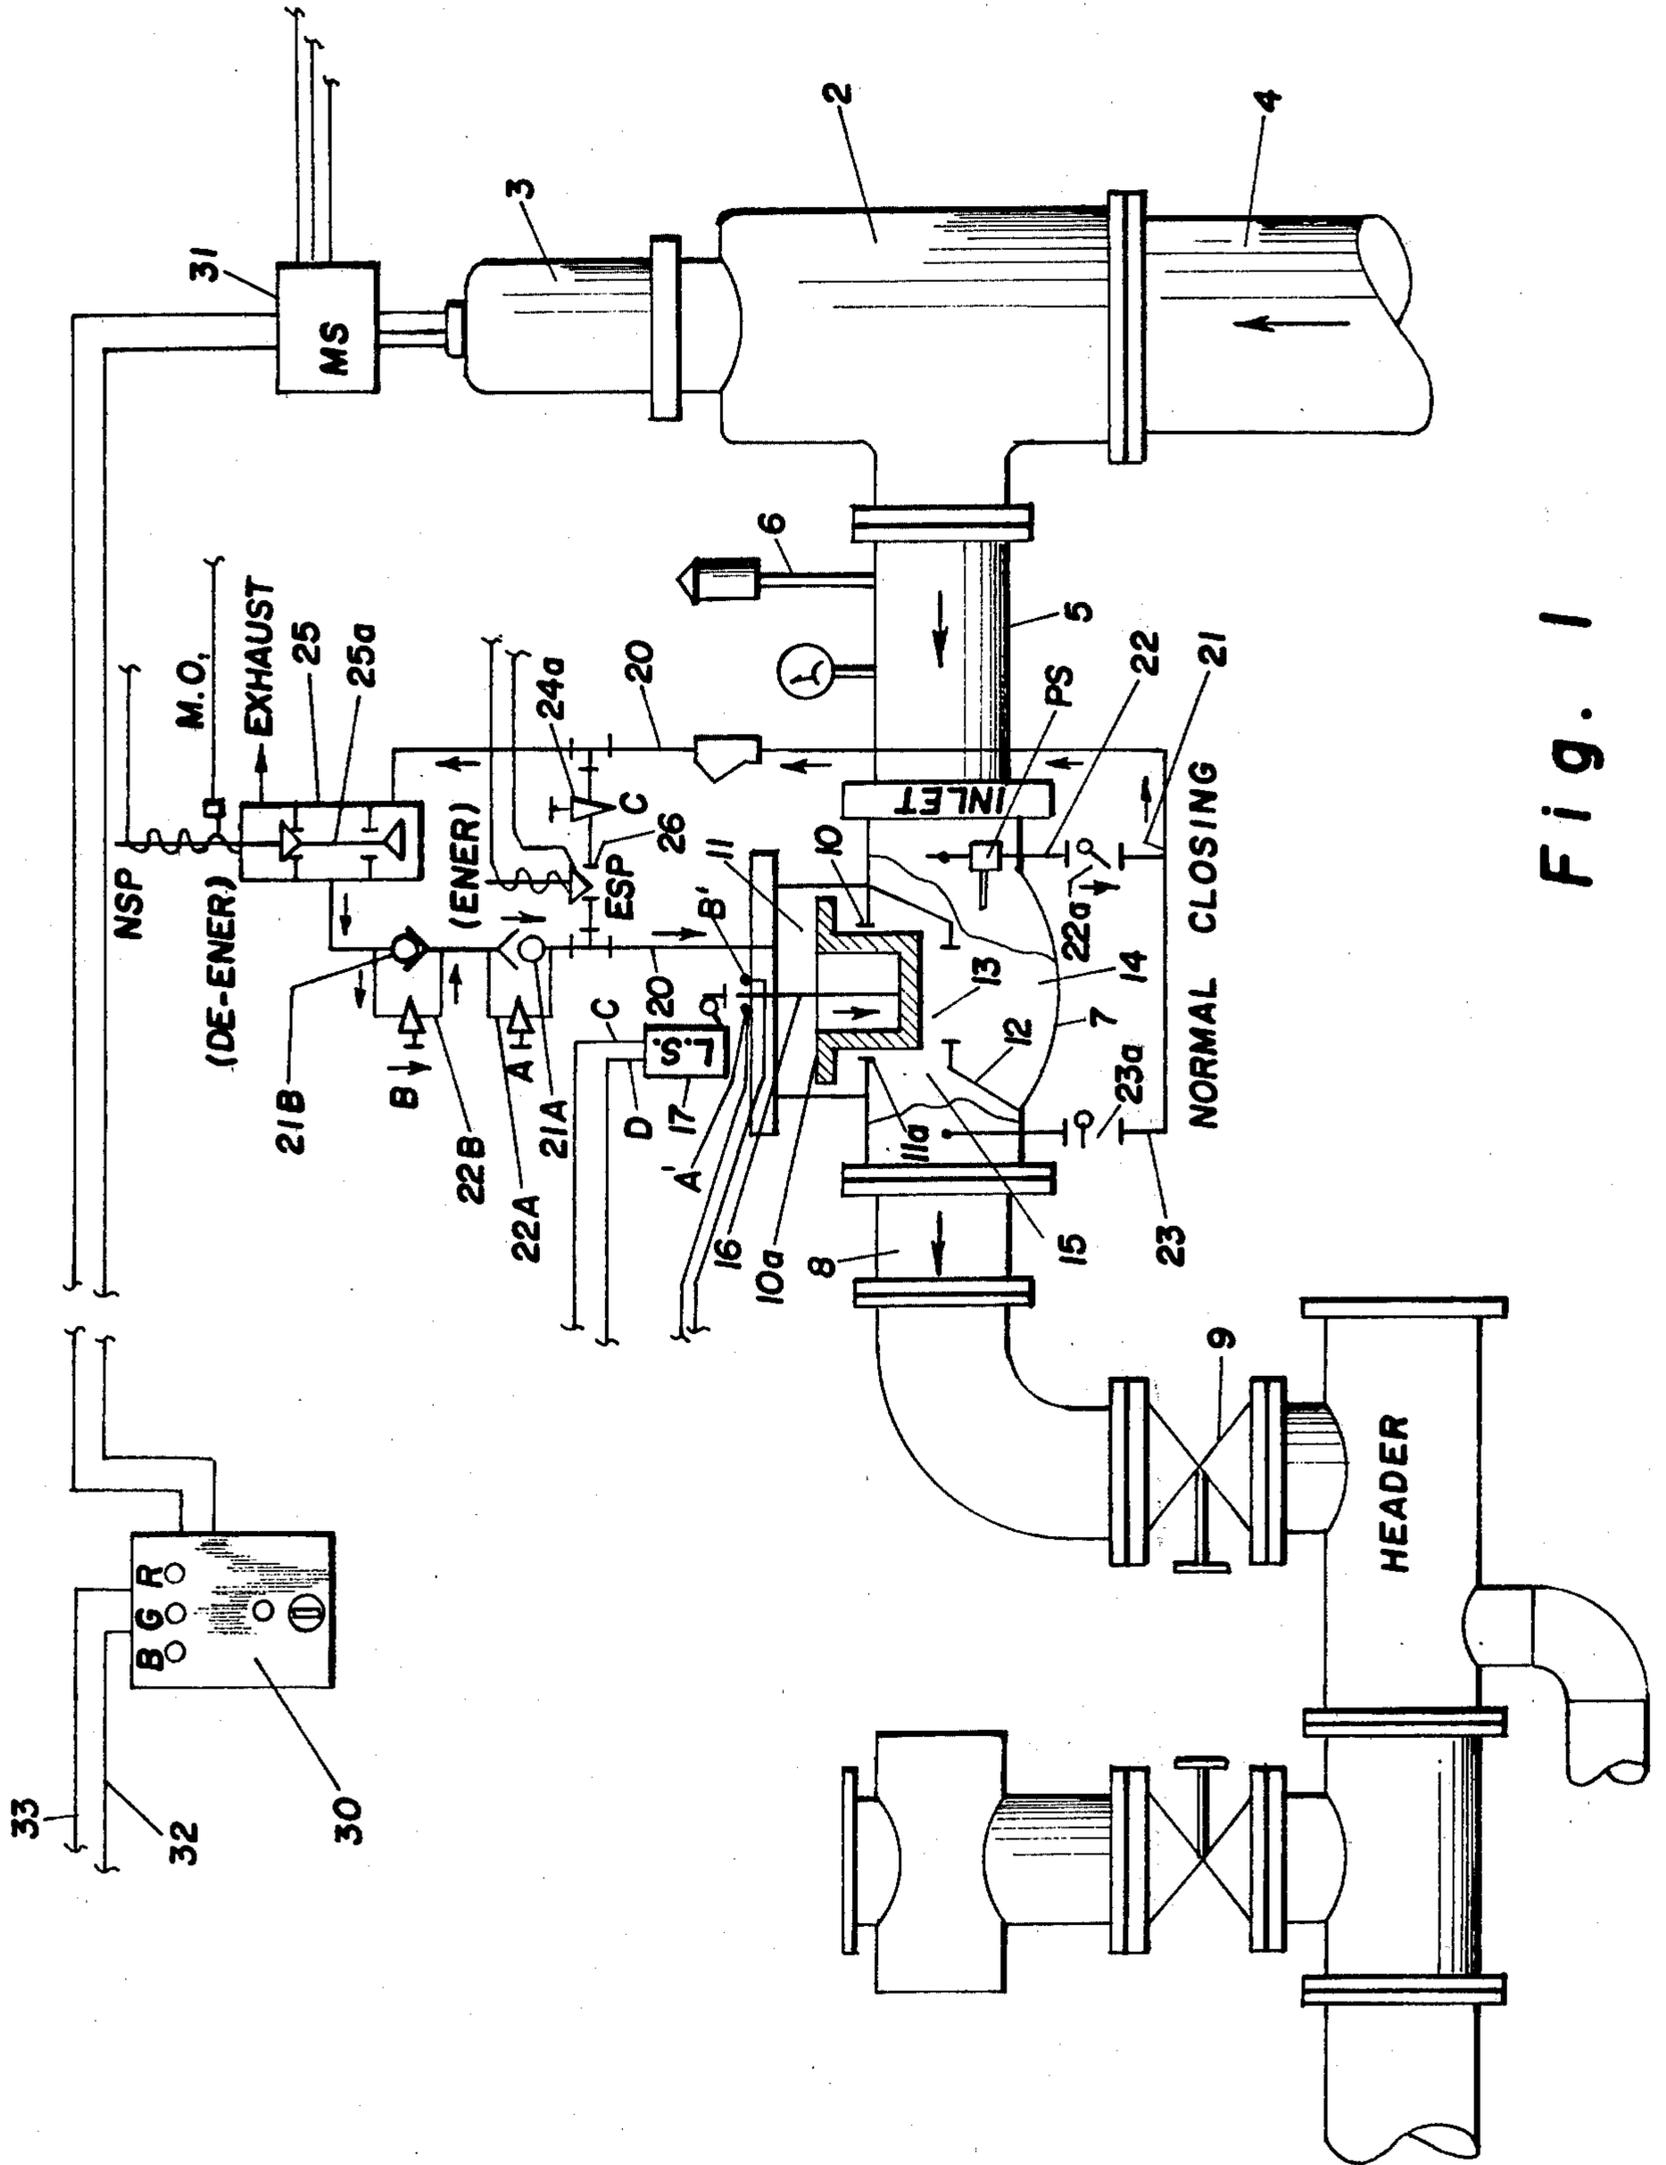 33
32
30
B G R
31
MS
3
2
4
NSP
M.O.
EXHAUST
25
25a
(DE-ENER)
(ENER)
24a
20
C
26
ESP
21B
B
22B
A
22A
21A
C
D
20
L.S.
17
A'
B'
11
16
10a
10
6
5
INLET
PS
22
21
22a
13
14
7
12
11a
15
23a
23
8
9
NORMAL CLOSING
HEADER
Fig. 1